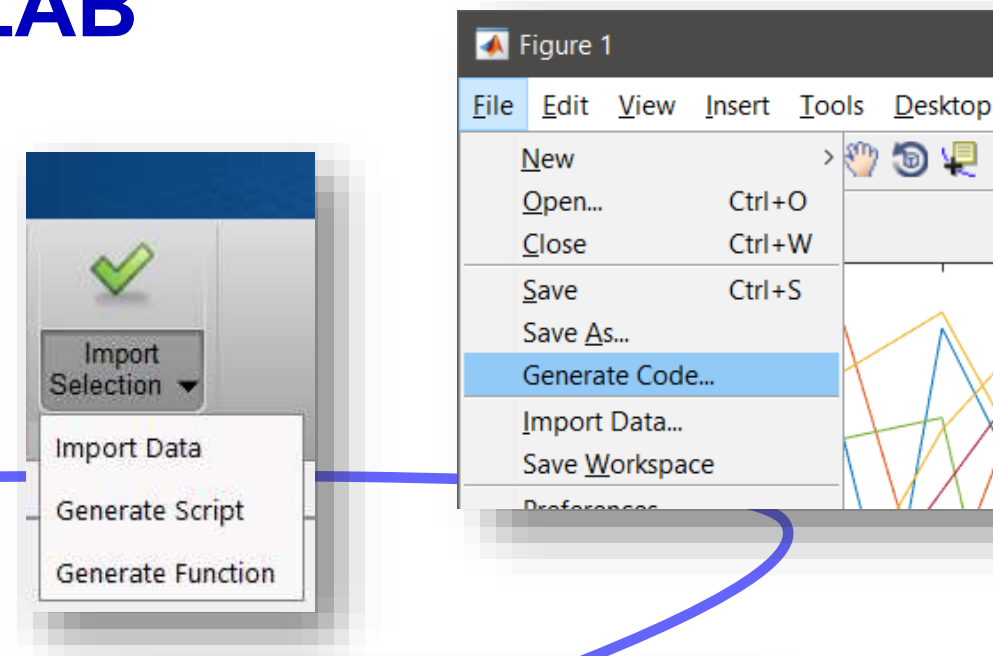 LAB
Import
Selection
Import Data
Generate Script
Generate Function
Figure 1
File Edit View Insert Tools Desktop
New
Open... Ctrl+O
Close Ctrl+W
Save Ctrl+S
Save As...
Generate Code...
Import Data...
Save Workspace
Preferences